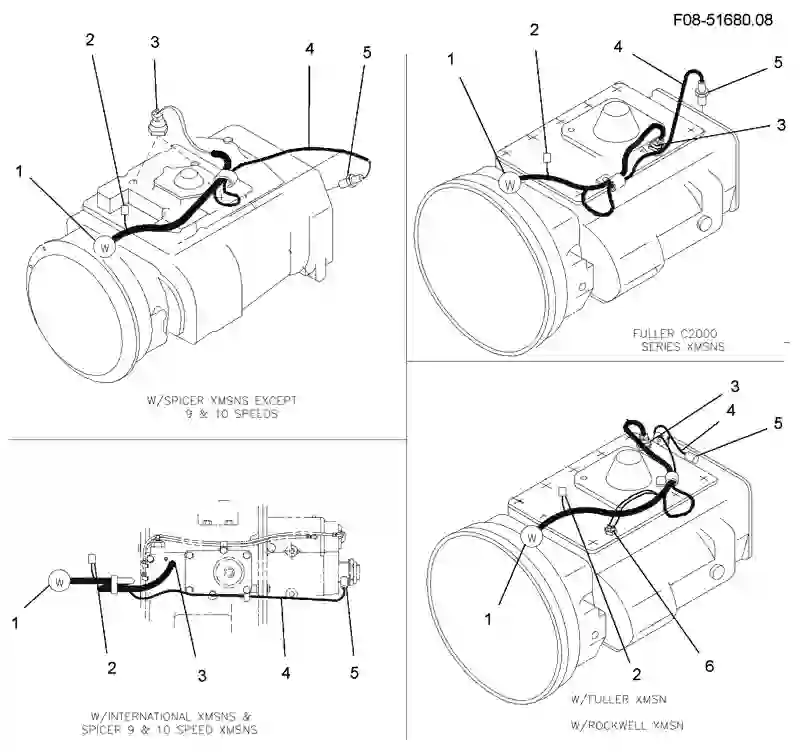 F08-51680.08
2
3
4
5
1
W
W/SPICER XMSNS EXCEPT
9 & 10 SPEEDS
1
2
4
5
3
W
FULLER C2000
SERIES XMSNS
W
1
2
3
4
5
W/INTERNATIONAL XMSNS &
SPICER 9 & 10 SPEED XMSNS
3
4
5
W
1
2
6
W/FULLER XMSN
W/ROCKWELL XMSN